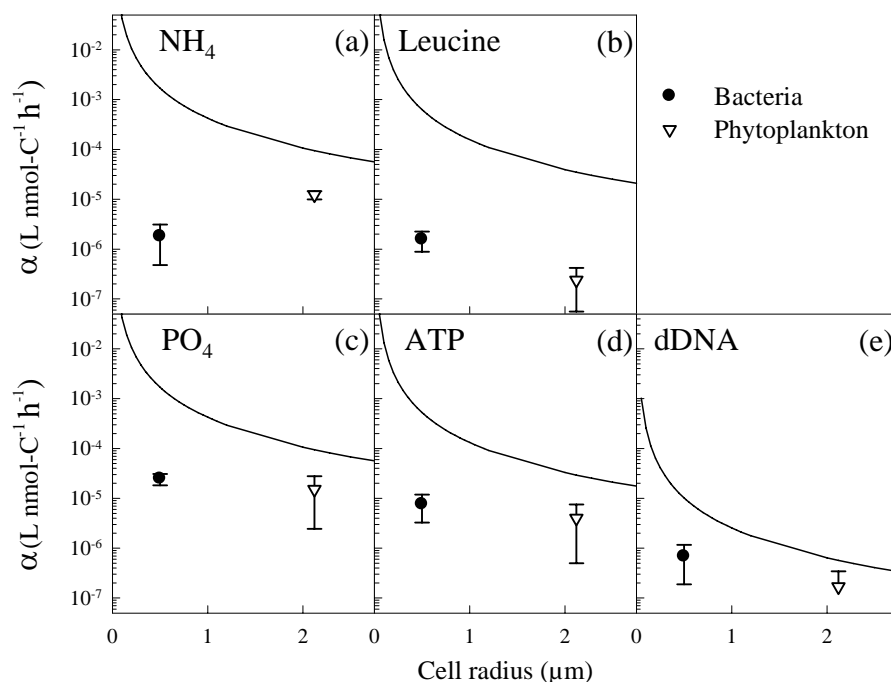 NH₄ (a)
Leucine (b)
Bacteria
Phytoplankton
10⁻²
10⁻³
10⁻⁴
10⁻⁵
10⁻⁶
10⁻⁷
α (L nmol-C⁻¹ h⁻¹)
PO₄ (c)
ATP (d)
dDNA (e)
10⁻²
10⁻³
10⁻⁴
10⁻⁵
10⁻⁶
10⁻⁷
α (L nmol-C⁻¹ h⁻¹)
0 1 2 0 1 2 0 1 2
Cell radius (µm)